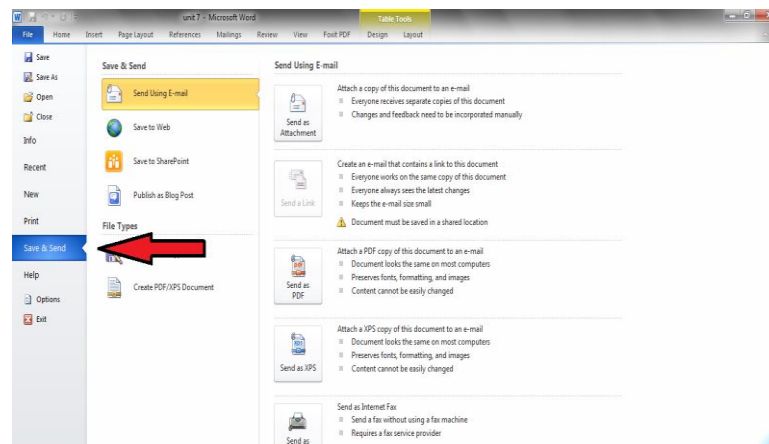 unit 7 - Microsoft Word
Table Tools
File Home Insert Page Layout References Mailings Review View Foxit PDF Design Layout
Save
Save As
Open
Close
Info
Recent
New
Print
Save & Send
Help
Options
Exit
Save & Send
Send Using E-mail
Save to Web
Save to SharePoint
Publish as Blog Post
File Types
Create PDF/XPS Document
Send Using E-mail
Send as
Attachment
Attach a copy of this document to an e-mail
Everyone receives separate copies of this document
Changes and feedback need to be incorporated manually
Send a Link
Create an e-mail that contains a link to this document
Everyone works on the same copy of this document
Everyone always sees the latest changes
Keeps the e-mail size small
Document must be saved in a shared location
Send as
PDF
Attach a PDF copy of this document to an e-mail
Document looks the same on most computers
Preserves fonts, formatting, and images
Content cannot be easily changed
Send as XPS
Attach a XPS copy of this document to an e-mail
Document looks the same on most computers
Preserves fonts, formatting, and images
Content cannot be easily changed
Send as
Send as Internet Fax
Send a fax without using a fax machine
Requires a fax service provider